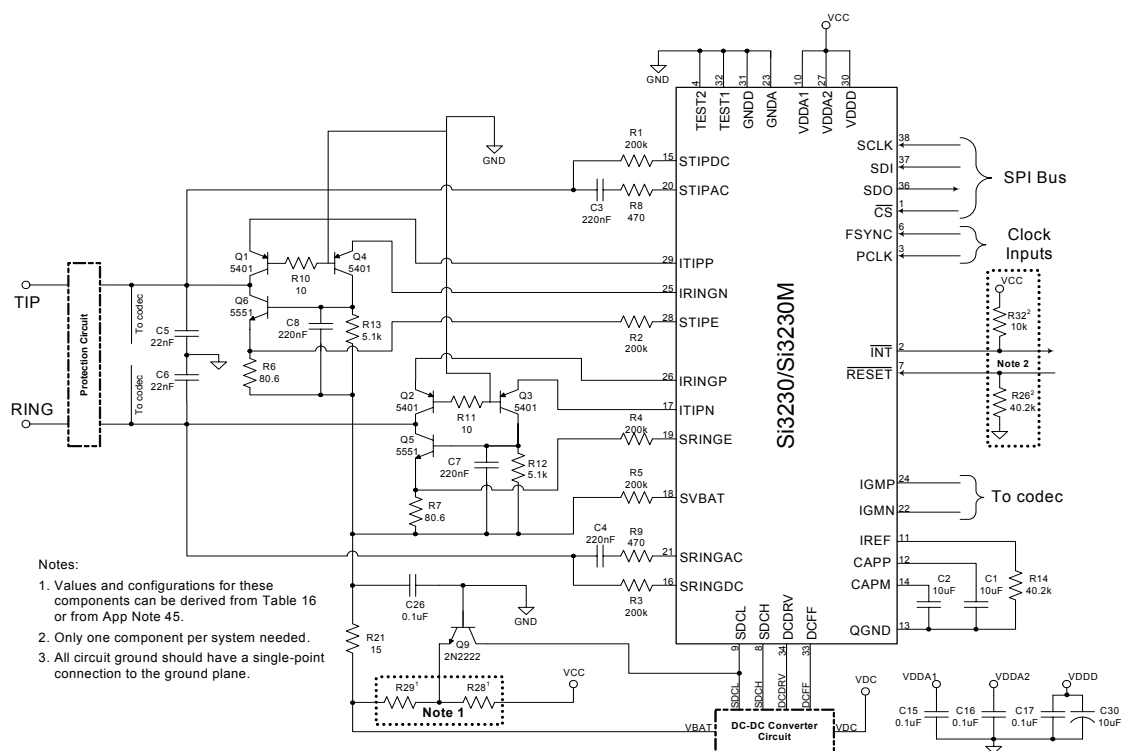 VCC
GND
4
32
31
23
10
27
30
TEST2
TEST1
GNDD
GNDA
VDDA1
VDDA2
VDDD
GND
R1
200k
15
STIPDC
C3
220nF
R8
470
20
STIPAC
38
SCLK
37
SDI
36
SDO
1
CS
SPI Bus
6
FSYNC
3
PCLK
Clock
Inputs
Q1
5401
R10
10
Q4
5401
29
ITIPP
25
IRINGN
28
STIPE
R2
200k
TIP
Protection Circuit
To codec
C5
22nF
Q6
5551
C8
220nF
R13
5.1k
R6
80.6
C6
22nF
To codec
RING
Si3230/Si3230M
VCC
R32²
10k
2
INT
Note 2
7
RESET
R26²
40.2k
26
IRINGP
17
ITIPN
Q2
5401
R11
10
Q3
5401
R4
200k
19
SRINGE
Q5
5551
C7
220nF
R12
5.1k
R7
80.6
R5
200k
18
SVBAT
24
IGMP
22
IGMN
To codec
C4
220nF
R9
470
21
SRINGAC
16
SRINGDC
R3
200k
11
IREF
12
CAPP
14
CAPM
13
QGND
C2
10uF
C1
10uF
R14
40.2k
Notes:
1. Values and configurations for these
components can be derived from Table 16
or from App Note 45.
2. Only one component per system needed.
3. All circuit ground should have a single-point
connection to the ground plane.
C26
0.1uF
GND
R21
15
Q9
2N2222
R29¹
R28¹
VCC
Note 1
SDCL
SDCH
DCDRV
DCFF
9
8
34
33
SDCL
SDCH
DCDRV
DCFF
VBAT
DC-DC Converter
Circuit
VDC
VDC
VDDA1
VDDA2
VDDD
C15
0.1uF
C16
0.1uF
C17
0.1uF
C30
10uF